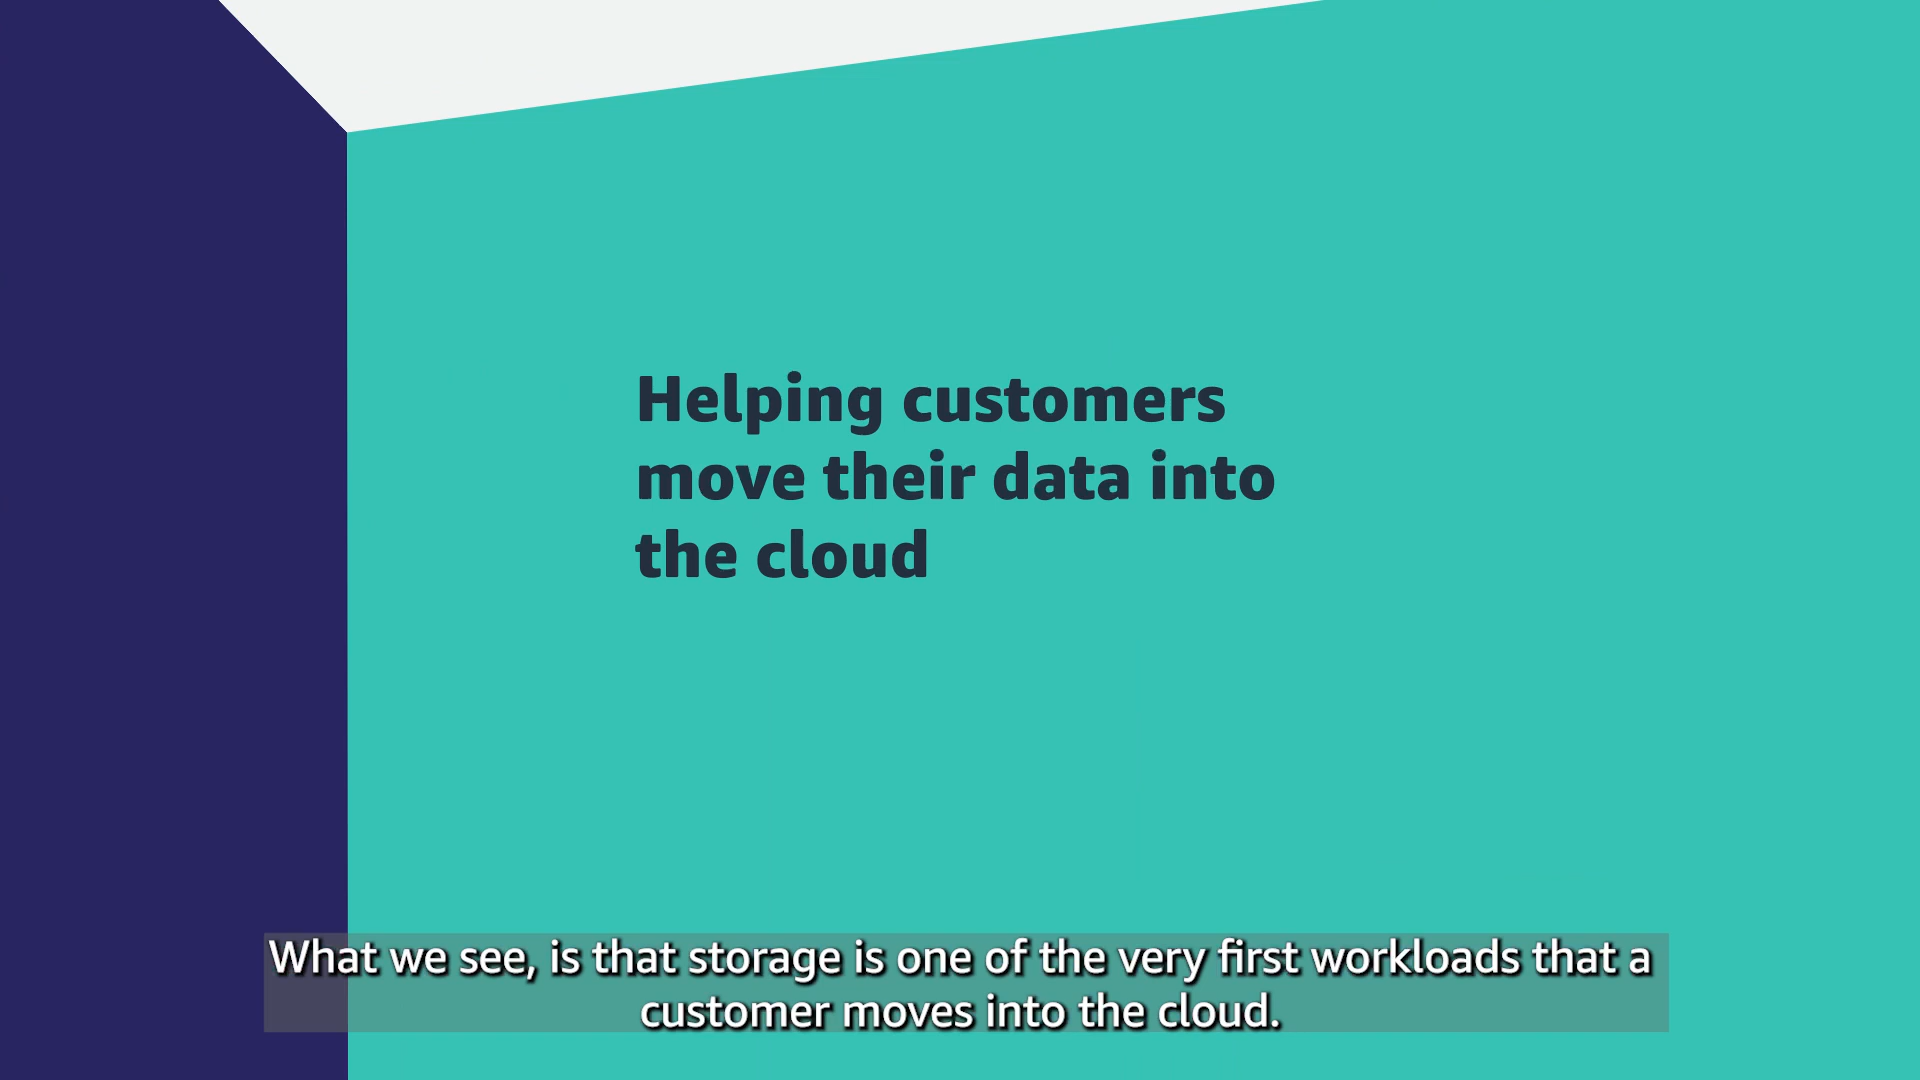 Helping customers
move their data into
the cloud
What we see, is that storage is one of the very first workloads that a
customer moves into the cloud.